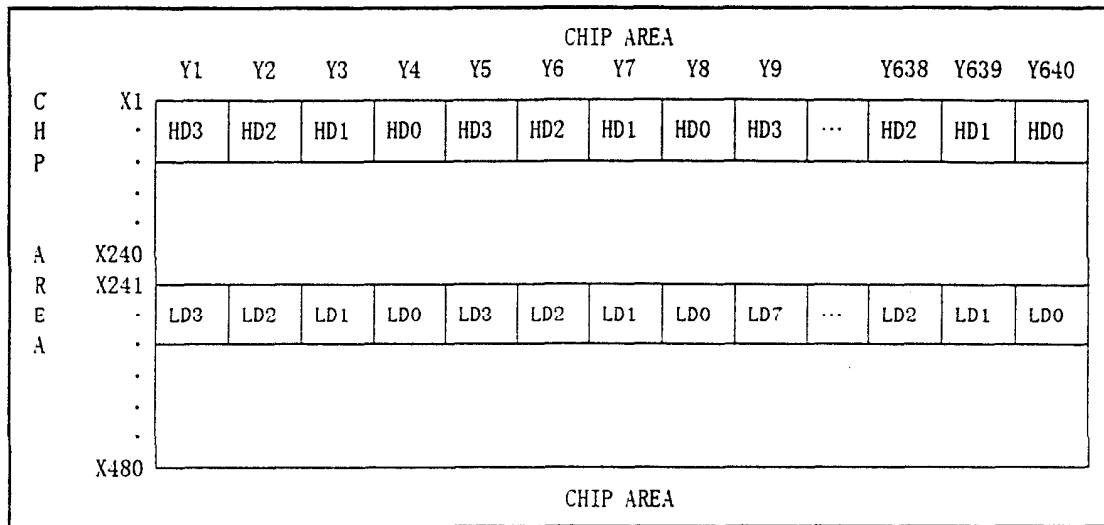 CHIP AREA
Y1 Y2 Y3 Y4 Y5 Y6 Y7 Y8 Y9 Y638 Y639 Y640
C X1
H · HD3 HD2 HD1 HD0 HD3 HD2 HD1 HD0 HD3 ... HD2 HD1 HD0
P ·
·
·
A X240
R X241
E · LD3 LD2 LD1 LD0 LD3 LD2 LD1 LD0 LD7 ... LD2 LD1 LD0
A ·
·
·
·
X480
CHIP AREA